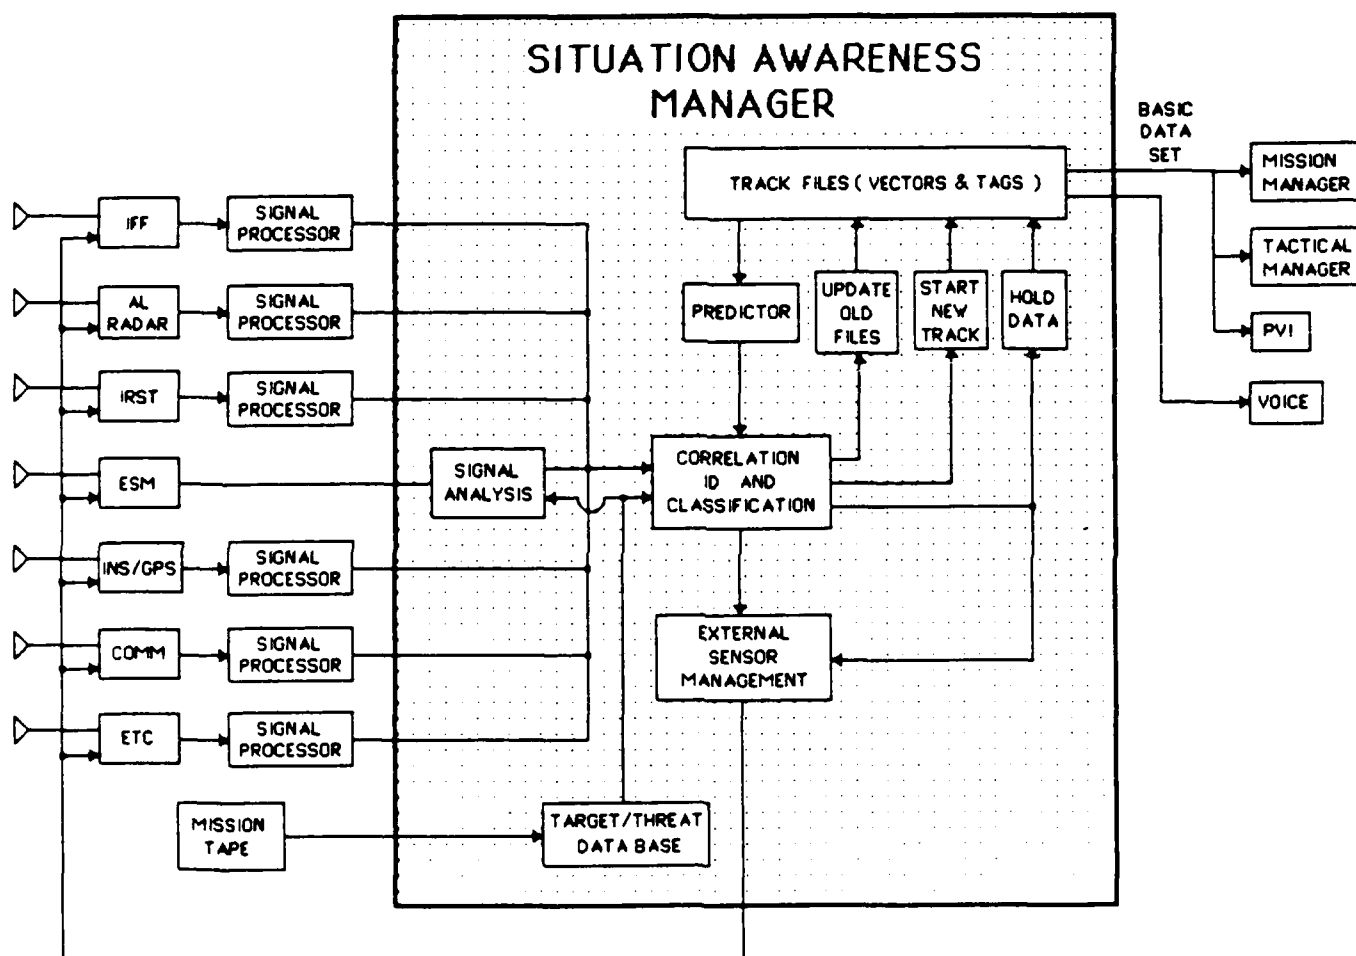 SITUATION AWARENESS
MANAGER
BASIC
DATA
SET
TRACK FILES ( VECTORS & TAGS )
MISSION
MANAGER
TACTICAL
MANAGER
PVI
VOICE
IFF
SIGNAL
PROCESSOR
AL
RADAR
SIGNAL
PROCESSOR
IRST
SIGNAL
PROCESSOR
ESM
SIGNAL
ANALYSIS
INS/GPS
SIGNAL
PROCESSOR
COMM
SIGNAL
PROCESSOR
ETC
SIGNAL
PROCESSOR
MISSION
TAPE
TARGET/THREAT
DATA BASE
PREDICTOR
UPDATE
OLD
FILES
START
NEW
TRACK
HOLD
DATA
CORRELATION
ID AND
CLASSIFICATION
EXTERNAL
SENSOR
MANAGEMENT